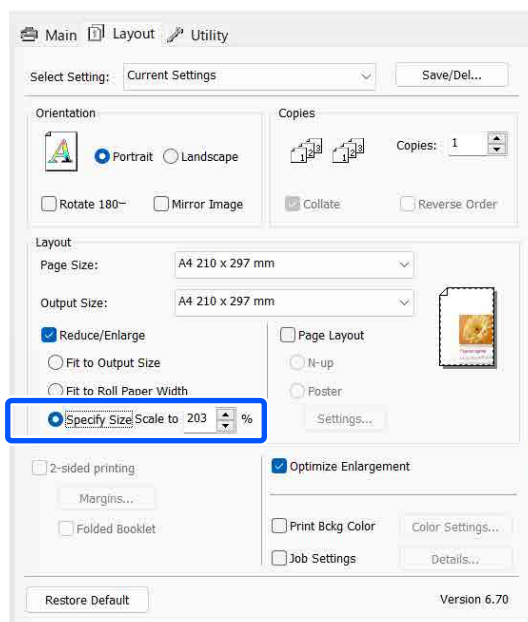 Main Layout Utility
Select Setting: Current Settings Save/Del...
Orientation
Portrait Landscape
Rotate 180~ Mirror Image
Copies
Copies: 1
Collate Reverse Order
Layout
Page Size: A4 210 x 297 mm
Output Size: A4 210 x 297 mm
Reduce/Enlarge
Fit to Output Size
Fit to Roll Paper Width
Specify Size Scale to 203 %
Page Layout
N-up
Poster
Settings...
2-sided printing
Margins...
Folded Booklet
Optimize Enlargement
Print Bckg Color Color Settings...
Job Settings Details...
Restore Default Version 6.70